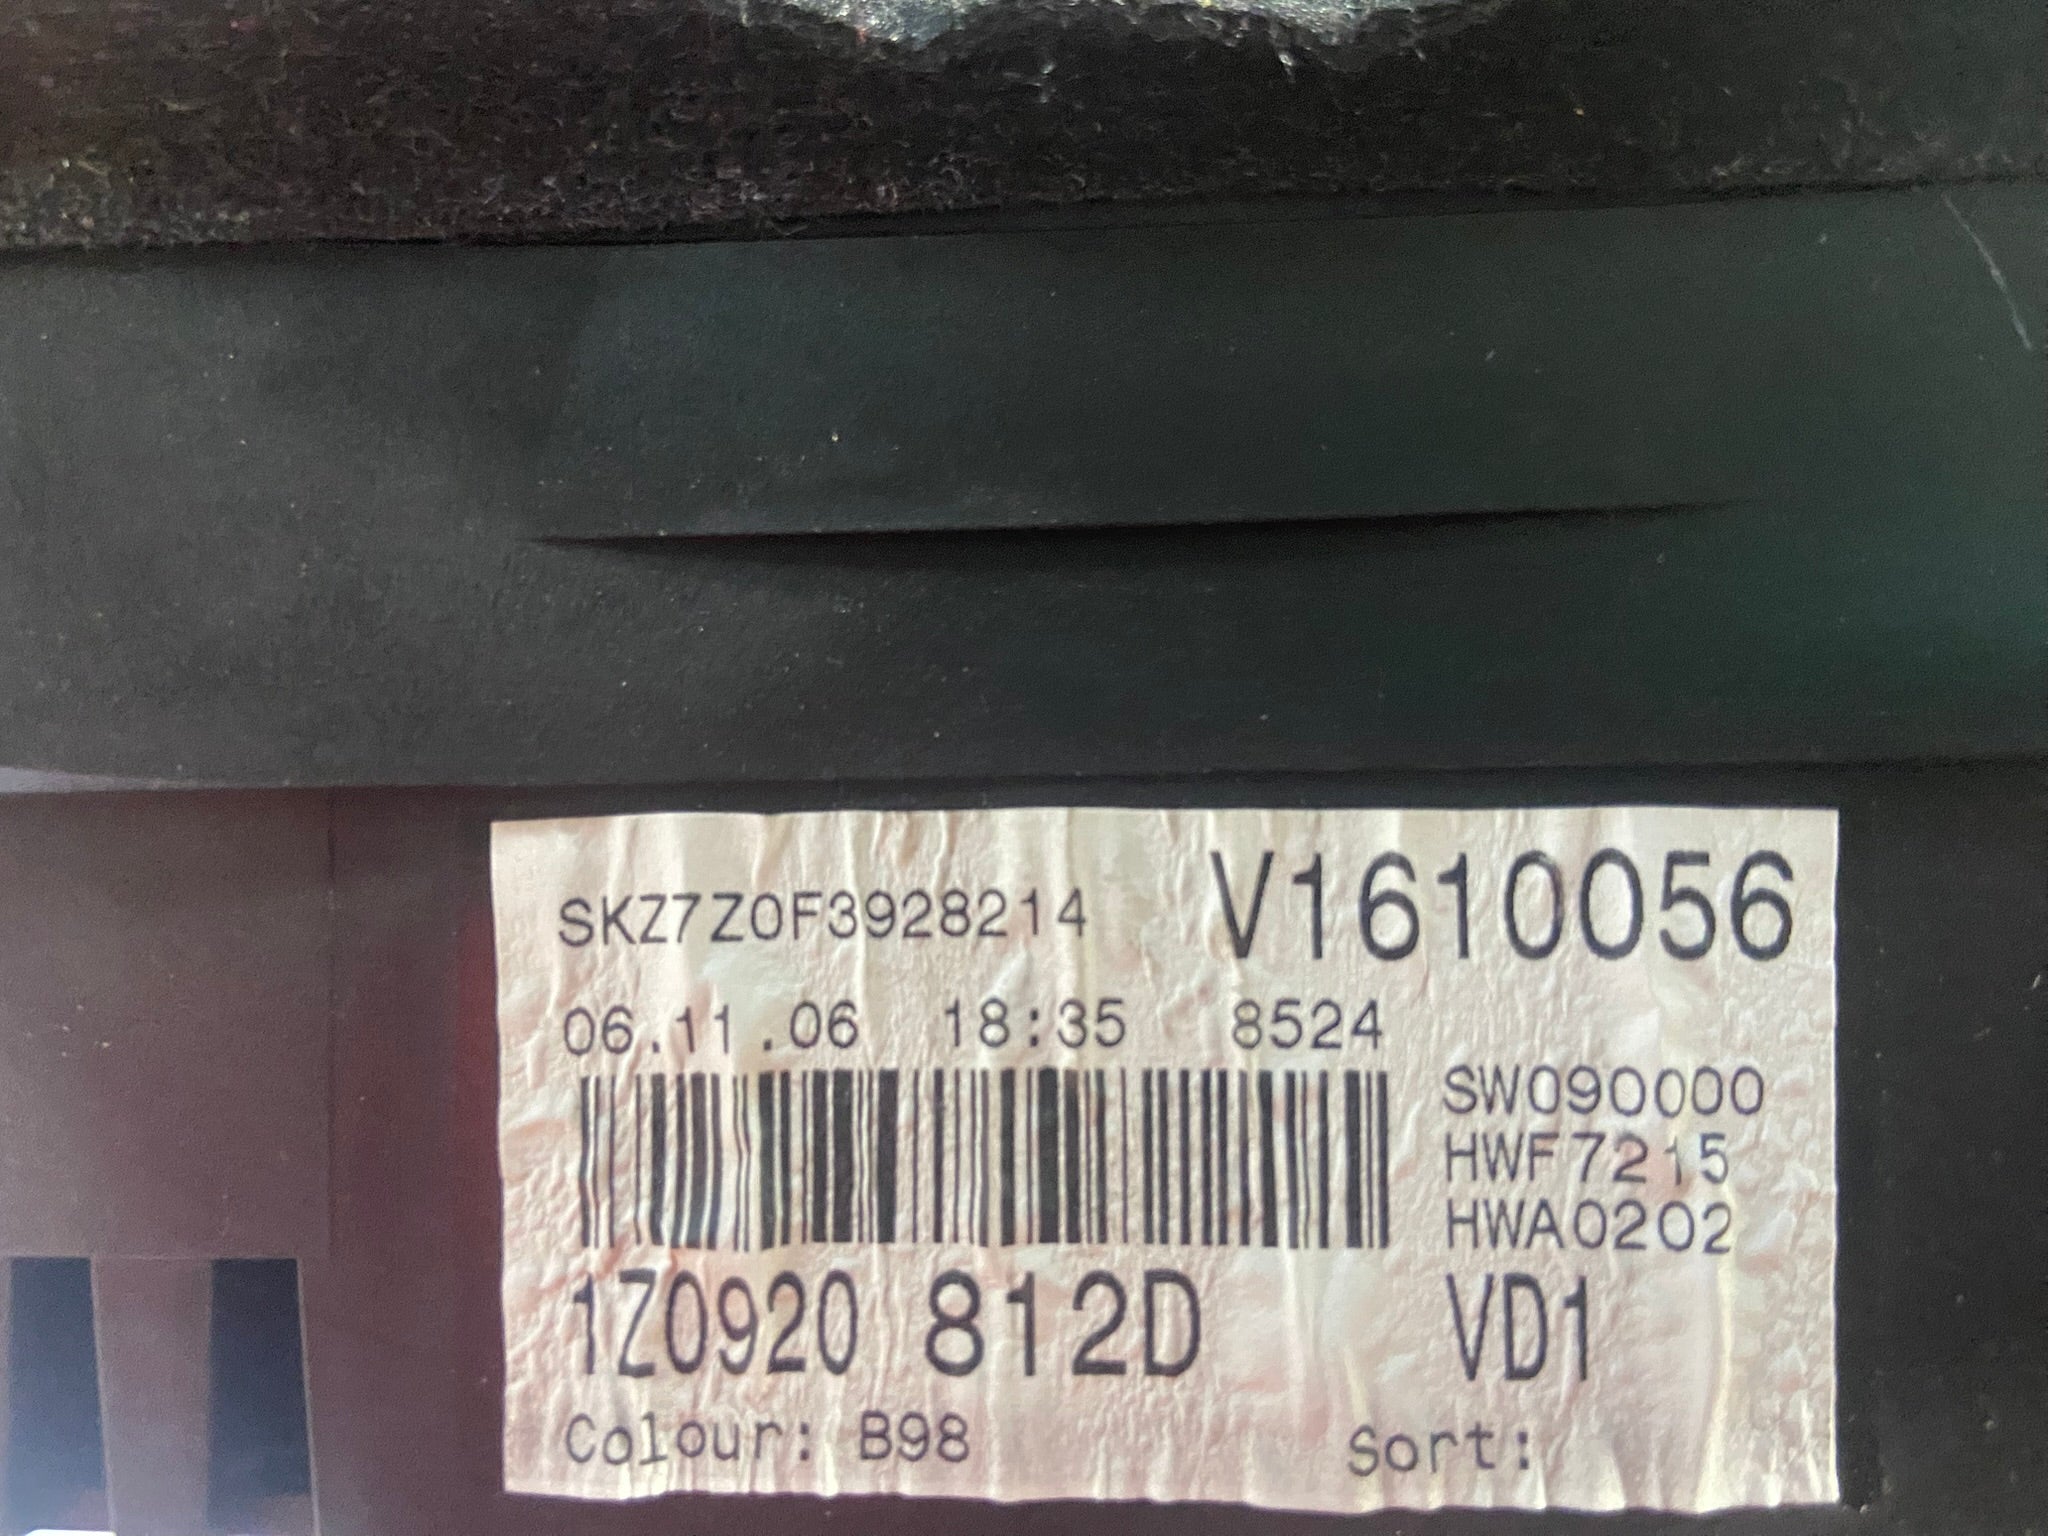 SKZ7Z0F3928214 V1610056
06.11.06 18:35 8524
SW090000
HWF7215
HWA0202
1Z0920 812D VD1
Colour: B98 Sort: